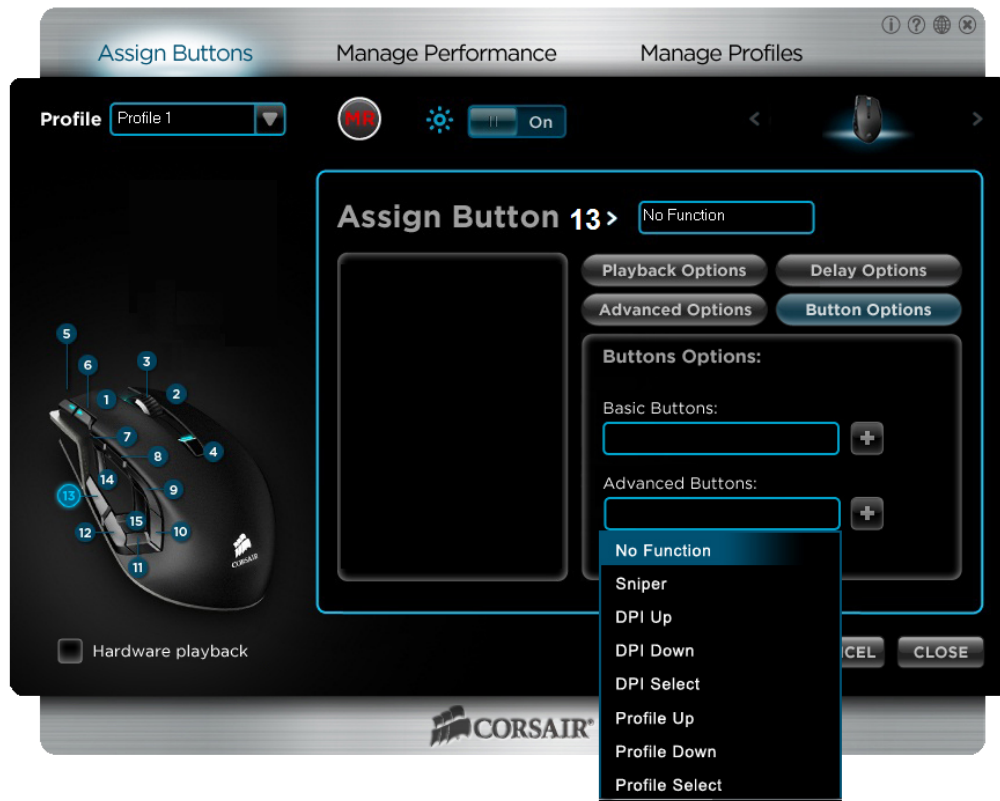 Assign Buttons
Manage Performance
Manage Profiles
Profile
Profile 1
MR
On
Assign Button 13>
No Function
Playback Options
Delay Options
Advanced Options
Button Options
Buttons Options:
Basic Buttons:
Advanced Buttons:
No Function
Sniper
DPI Up
DPI Down
DPI Select
Profile Up
Profile Down
Profile Select
5
6
3
1
2
7
4
8
14
9
13
15
12
10
11
CORSAIR
Hardware playback
CEL
CLOSE
CORSAIR